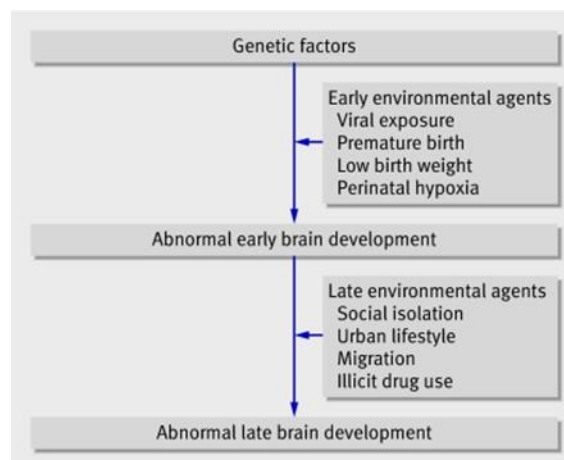 Genetic factors
Early environmental agents
Viral exposure
Premature birth
Low birth weight
Perinatal hypoxia
Abnormal early brain development
Late environmental agents
Social isolation
Urban lifestyle
Migration
Illicit drug use
Abnormal late brain development